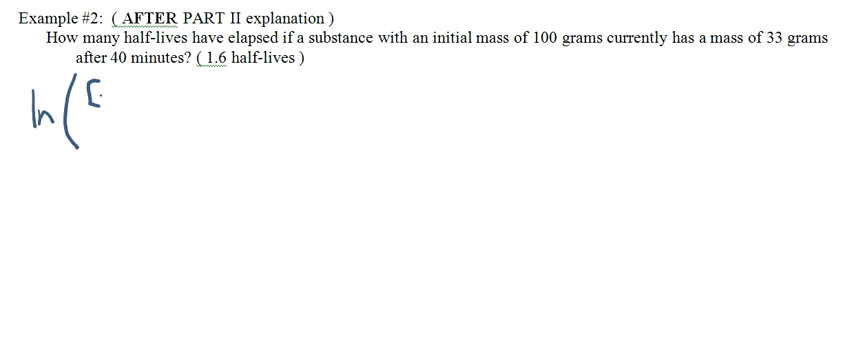 Example #2: ( AFTER PART II explanation )
How many half-lives have elapsed if a substance with an initial mass of 100 grams currently has a mass of 33 grams
after 40 minutes? ( 1.6 half-lives )
ln([